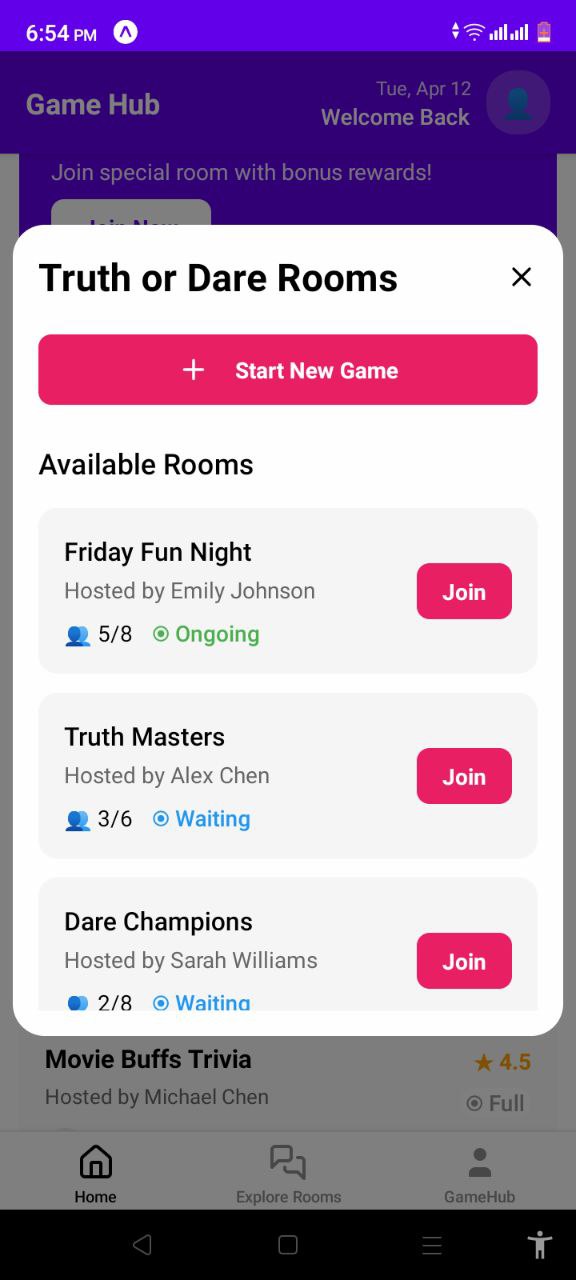 6:54 PM
Game Hub
Tue, Apr 12
Welcome Back
Join special room with bonus rewards!
Join Now
Truth or Dare Rooms
Start New Game
Available Rooms
Friday Fun Night
Hosted by Emily Johnson
Join
5/8 Ongoing
Truth Masters
Hosted by Alex Chen
Join
3/6 Waiting
Dare Champions
Hosted by Sarah Williams
Join
2/8 Waiting
Movie Buffs Trivia
4.5
Hosted by Michael Chen
Full
Home
Explore Rooms
GameHub